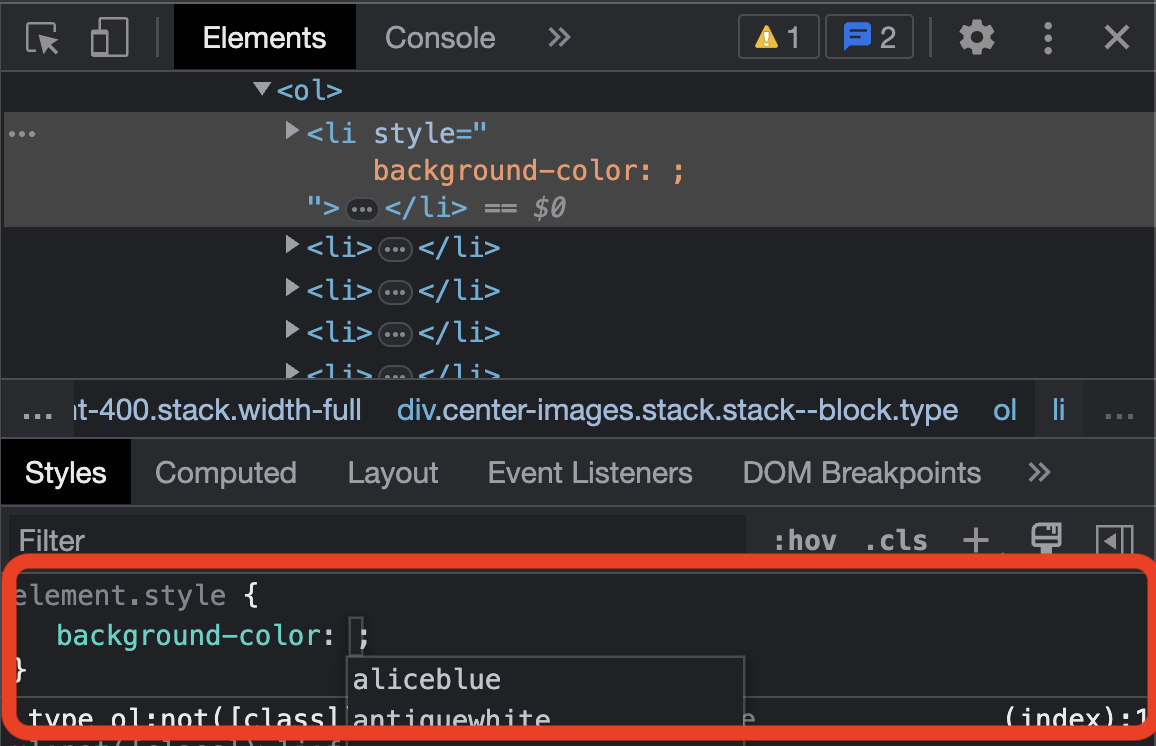 Elements Console 1 2
<ol>
<li style="
background-color: ;
"> </li> == $0
<li> </li>
<li> </li>
<li> </li>
<li> </li>
... nt-400.stack.width-full div.center-images.stack.stack--block.type ol li ...
Styles Computed Layout Event Listeners DOM Breakpoints
Filter :hov .cls +
element.style {
background-color: ;
}
aliceblue
.type ol:not([class] antiquewhite (index):1